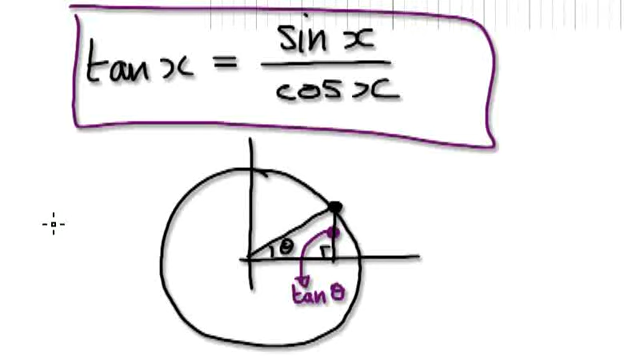 tan x = sin x / cos x
θ
tan θ